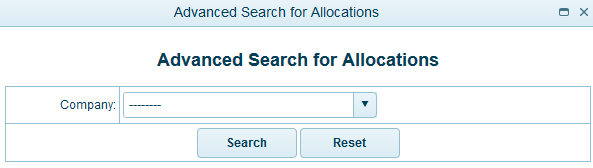 Advanced Search for Allocations
Advanced Search for Allocations
Company: --------
Search Reset